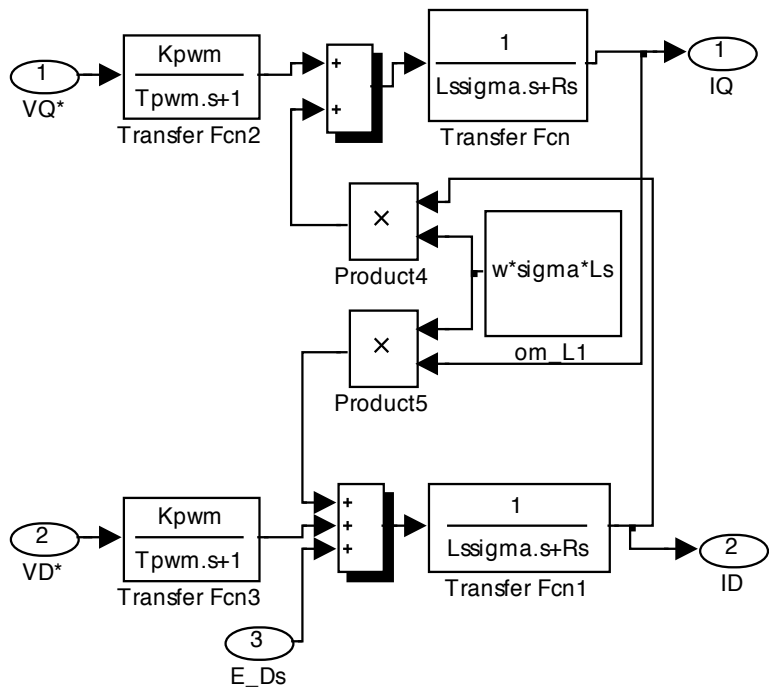 1
VQ*
Kpwm
Tpwm.s+1
Transfer Fcn2
+
+
1
Lssigma.s+Rs
Transfer Fcn
1
IQ
×
Product4
w*sigma*Ls
om_L1
×
Product5
2
VD*
Kpwm
Tpwm.s+1
Transfer Fcn3
+
+
+
1
Lssigma.s+Rs
Transfer Fcn1
2
ID
3
E_Ds